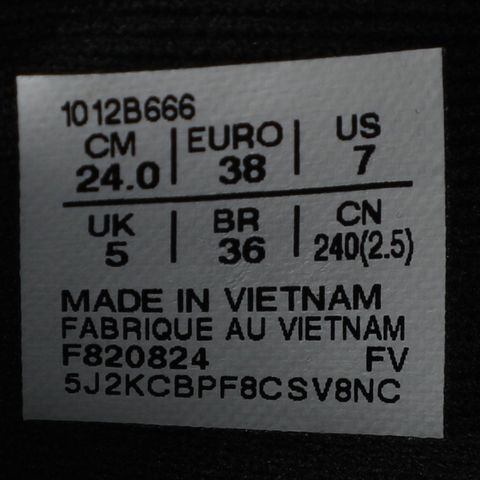 1012B666
CM | EURO | US
24.0 | 38 | 7
UK | BR | CN
5 | 36 | 240(2.5)
MADE IN VIETNAM
FABRIQUE AU VIETNAM
F820824 FV
5J2KCBPF8CSV8NC